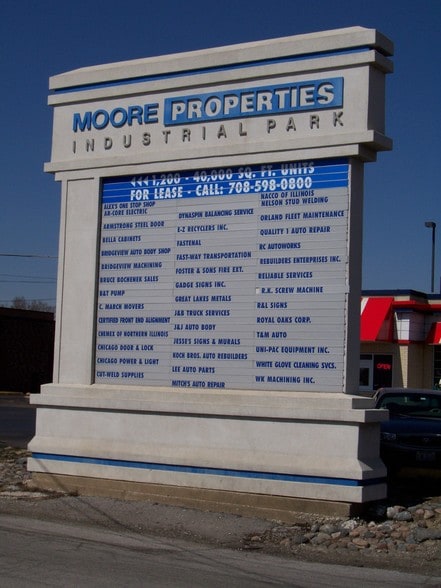 MOORE PROPERTIES
INDUSTRIAL PARK
<<< 1,200 - 40,000 SQ. FT. UNITS
FOR LEASE - CALL: 708-598-0800
ALEX'S ONE STOP SHOP
AR-CORE ELECTRIC
ARMSTRONG STEEL DOOR
BELLA CABINETS
BRIDGEVIEW AUTO BODY SHOP
BRIDGEVIEW MACHINING
BRUCE BOCHENEK SALES
B&T PUMP
C. MARCH MOVERS
CERTIFIED FRONT END ALIGNMENT
CHEMEX OF NORTHERN ILLINOIS
CHICAGO DOOR & LOCK
CHICAGO POWER & LIGHT
CUT-WELD SUPPLIES
DYNASPIN BALANCING SERVICE
E-Z RECYCLERS INC.
FASTENAL
FAST-WAY TRANSPORTATION
FOSTER & SONS FIRE EXT.
GADGE SIGNS INC.
GREAT LAKES METALS
J&B TRUCK SERVICES
J&J AUTO BODY
JESSE'S SIGNS & MURALS
KOCH BROS. AUTO REBUILDERS
LEE AUTO PARTS
MITCH'S AUTO REPAIR
NACCO OF ILLINOIS
NELSON STUD WELDING
ORLAND FLEET MAINTENANCE
QUALITY 1 AUTO REPAIR
RC AUTOWORKS
REBUILDERS ENTERPRISES INC.
RELIABLE SERVICES
R.K. SCREW MACHINE
R&L SIGNS
ROYAL OAKS CORP.
T&M AUTO
UNI-PAC EQUIPMENT INC.
WHITE GLOVE CLEANING SVCS.
WK MACHINING INC.
OPEN